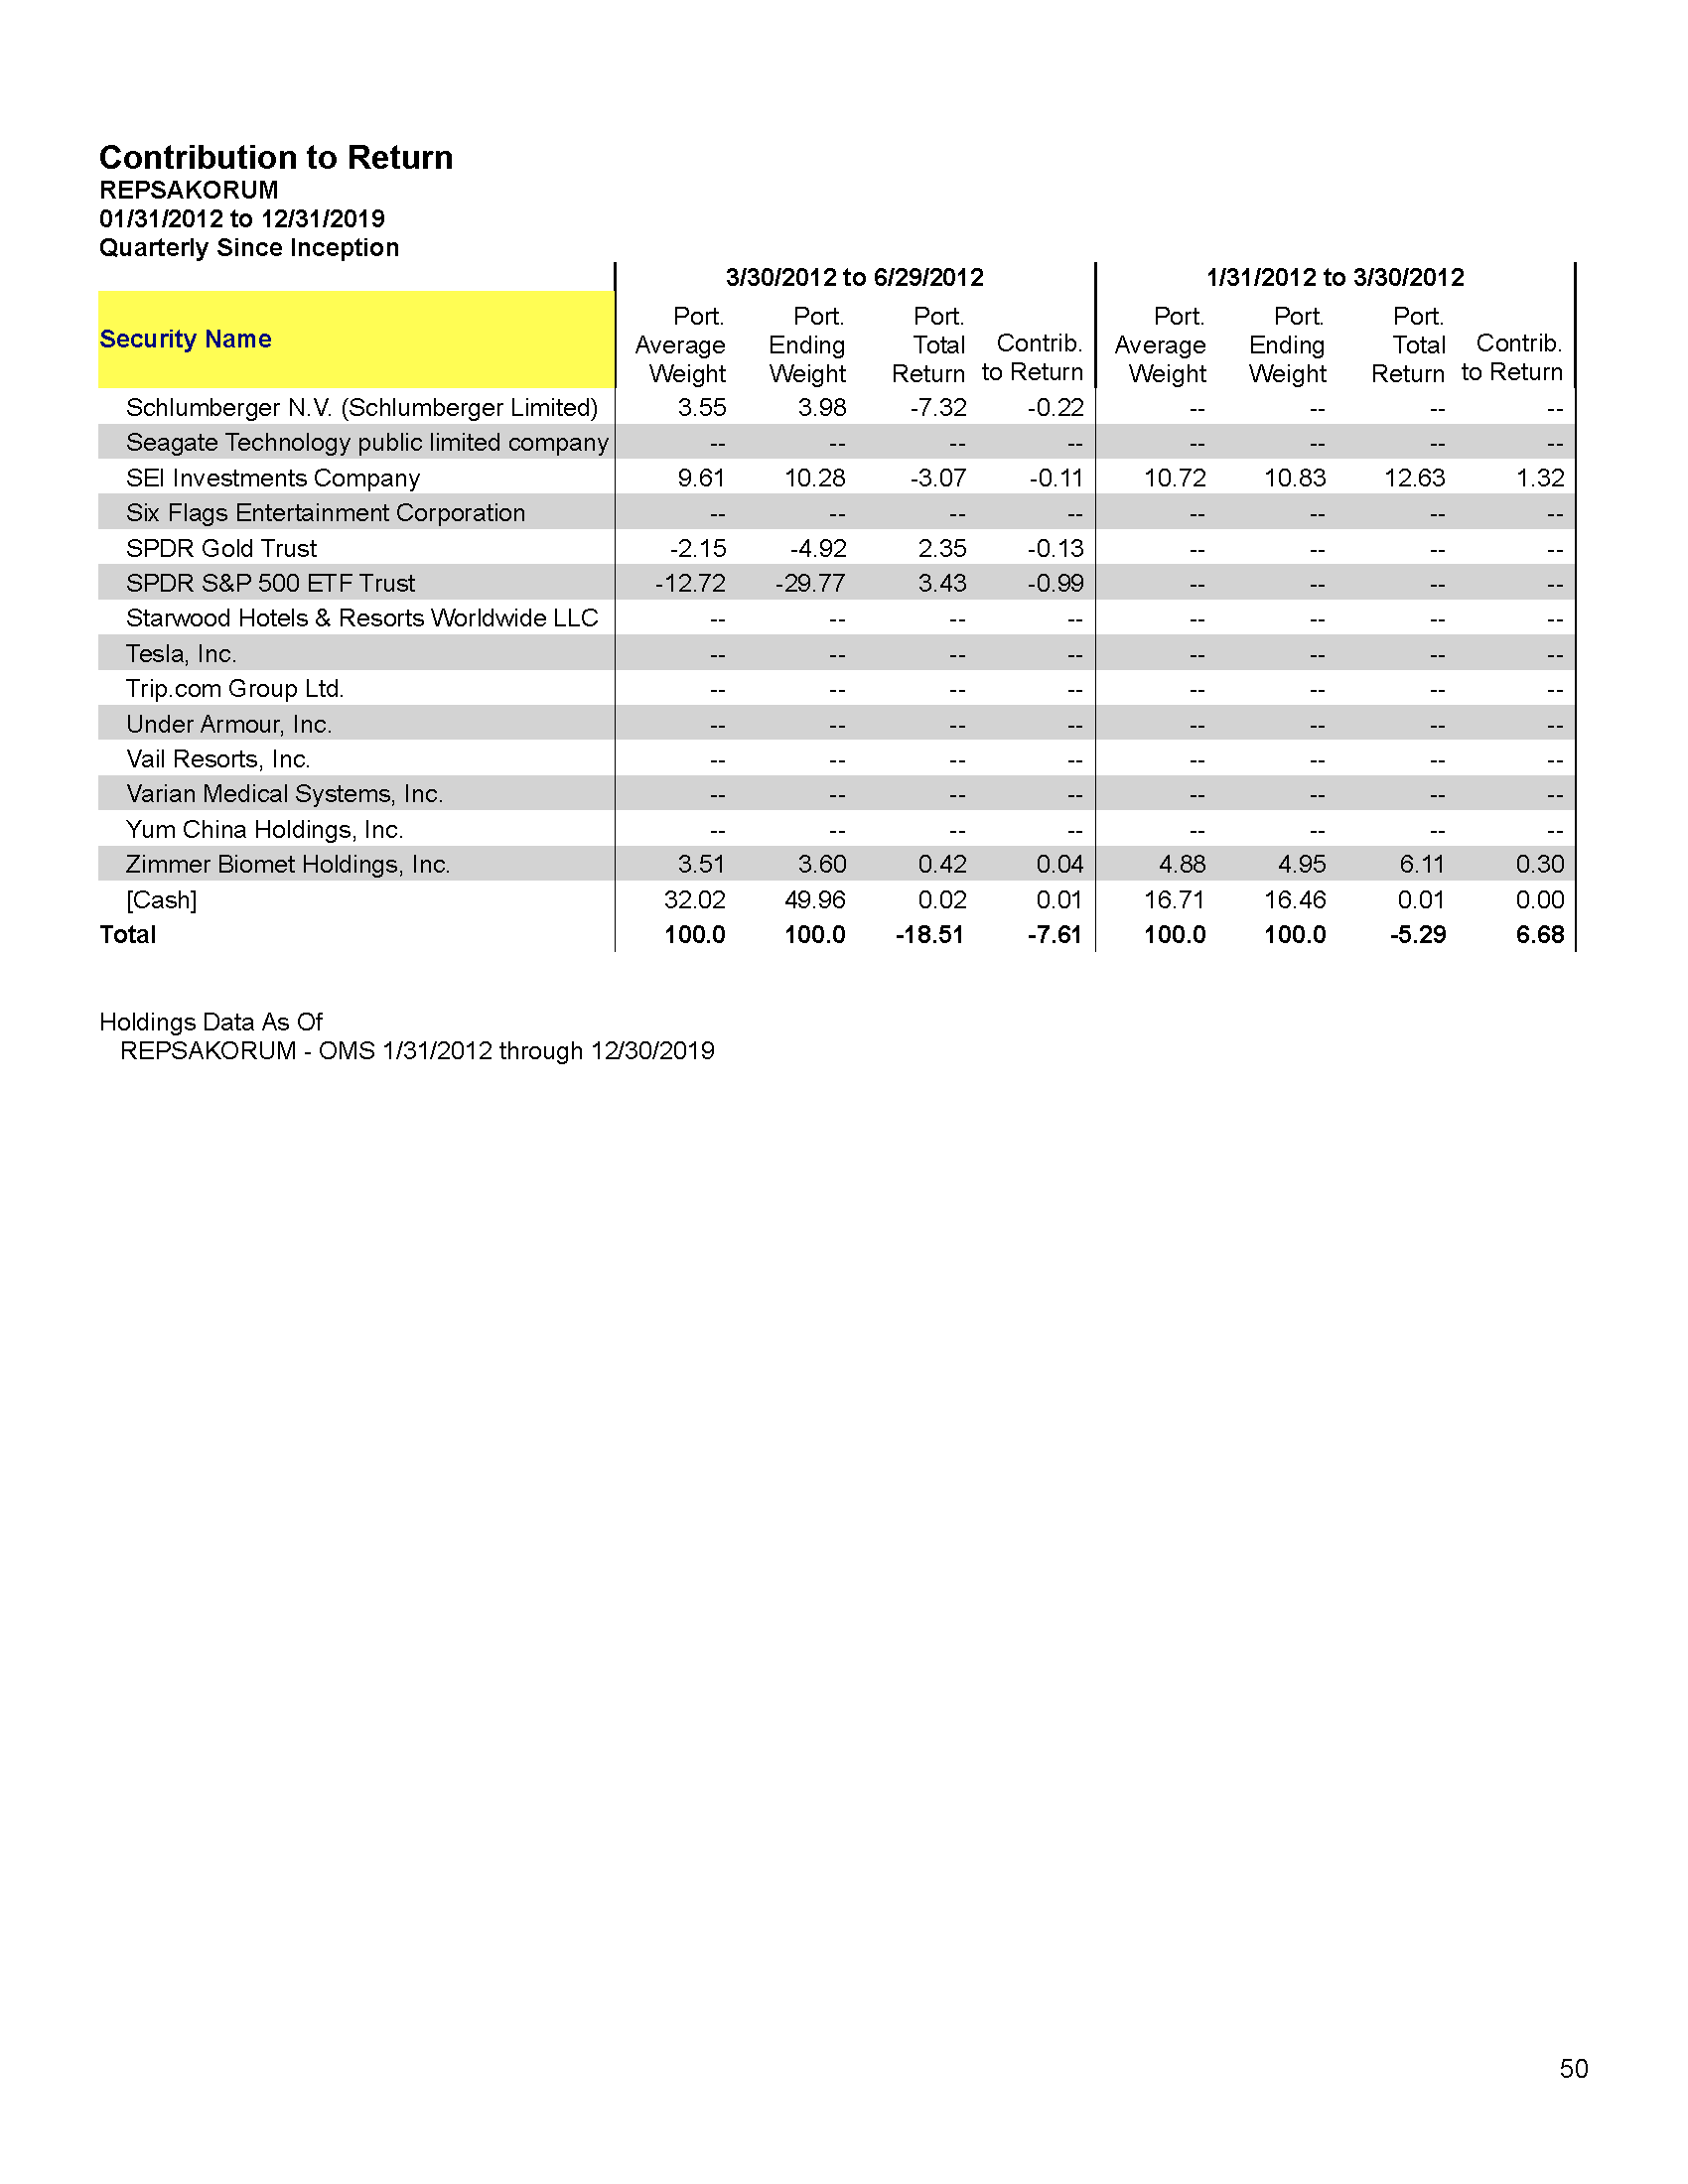 Contribution to Return
REPSAKORUM
01/31/2012 to 12/31/2019
Quarterly Since Inception
3/30/2012 to 6/29/2012 1/31/2012 to 3/30/2012
Security Name Port. Average Weight Port. Ending Weight Port. Total Return Contrib. to Return Port. Average Weight Port. Ending Weight Port. Total Return Contrib. to Return
Schlumberger N.V. (Schlumberger Limited) 3.55 3.98 -7.32 -0.22 -- -- -- --
Seagate Technology public limited company -- -- -- -- -- -- -- --
SEI Investments Company 9.61 10.28 -3.07 -0.11 10.72 10.83 12.63 1.32
Six Flags Entertainment Corporation -- -- -- -- -- -- -- --
SPDR Gold Trust -2.15 -4.92 2.35 -0.13 -- -- -- --
SPDR S&P 500 ETF Trust -12.72 -29.77 3.43 -0.99 -- -- -- --
Starwood Hotels & Resorts Worldwide LLC -- -- -- -- -- -- -- --
Tesla, Inc. -- -- -- -- -- -- -- --
Trip.com Group Ltd. -- -- -- -- -- -- -- --
Under Armour, Inc. -- -- -- -- -- -- -- --
Vail Resorts, Inc. -- -- -- -- -- -- -- --
Varian Medical Systems, Inc. -- -- -- -- -- -- -- --
Yum China Holdings, Inc. -- -- -- -- -- -- -- --
Zimmer Biomet Holdings, Inc. 3.51 3.60 0.42 0.04 4.88 4.95 6.11 0.30
[Cash] 32.02 49.96 0.02 0.01 16.71 16.46 0.01 0.00
Total 100.0 100.0 -18.51 -7.61 100.0 100.0 -5.29 6.68
Holdings Data As Of
REPSAKORUM - OMS 1/31/2012 through 12/30/2019
50